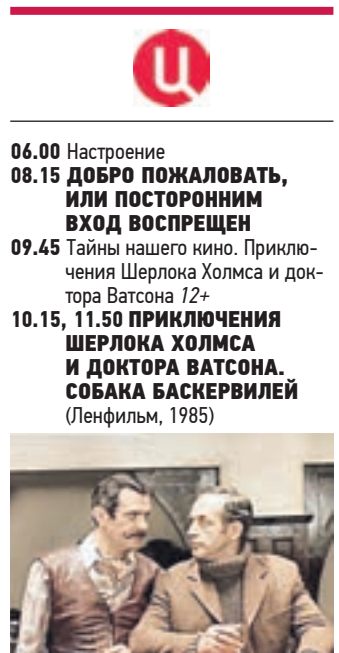 Ц
06.00 Настроение
08.15 ДОБРО ПОЖАЛОВАТЬ,
ИЛИ ПОСТОРОННИМ
ВХОД ВОСПРЕЩЕН
09.45 Тайны нашего кино. Приклю-
чения Шерлока Холмса и док-
тора Ватсона 12+
10.15, 11.50 ПРИКЛЮЧЕНИЯ
ШЕРЛОКА ХОЛМСА
И ДОКТОРА ВАТСОНА.
СОБАКА БАСКЕРВИЛЕЙ
(Ленфильм, 1985)